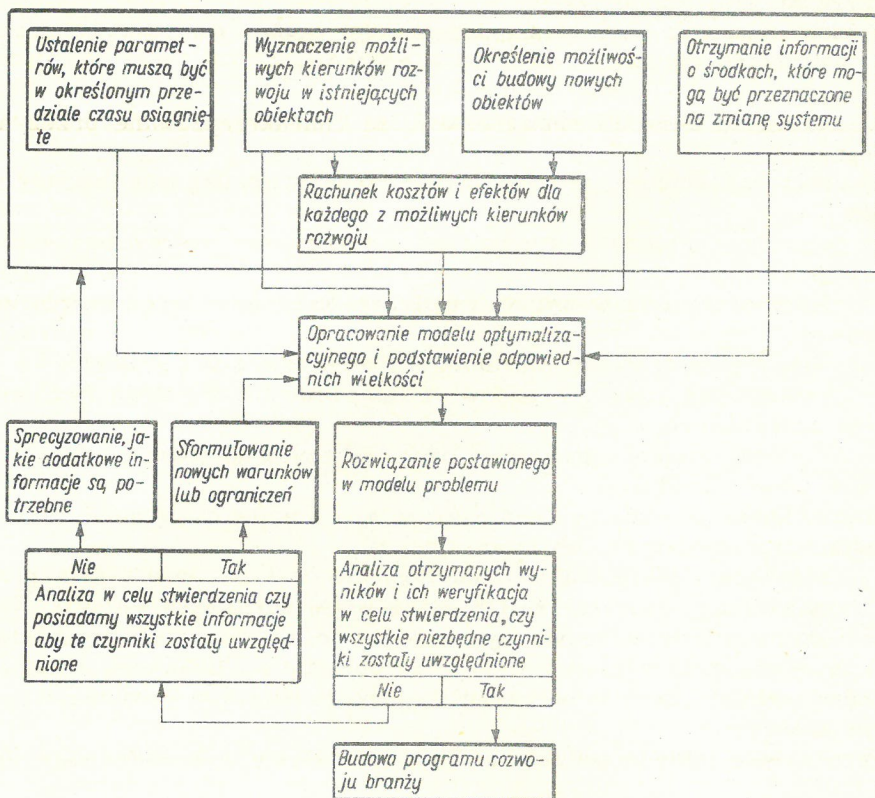 Ustalenie paramet-
rów, które muszą być
w określonym prze-
dziale czasu osiągnię-
te
Wyznaczenie możli-
wych kierunków roz-
woju w istniejących
obiektach
Określenie możliwoś-
ci budowy nowych
obiektów
Otrzymanie informacji
o środkach, które mo-
gą być przeznaczone
na zmianę systemu
Rachunek kosztów i efektów dla
każdego z możliwych kierunków
rozwoju
Opracowanie modelu optymaliza-
cyjnego i podstawienie odpowied-
nich wielkości
Sprecyzowanie, ja-
kie dodatkowe in-
formacje są po-
trzebne
Sformułowanie
nowych warunków
lub ograniczeń
Rozwiązanie postawionego
w modelu problemu
Nie
Tak
Analiza w celu stwierdzenia czy
posiadamy wszystkie informacje
aby te czynniki zostały uwzględ-
nione
Analiza otrzymanych wy-
ników i ich weryfikacja
w celu stwierdzenia, czy
wszystkie niezbędne czynni-
ki zostały uwzględnione
Nie
Tak
Budowa programu rozwo-
ju branży